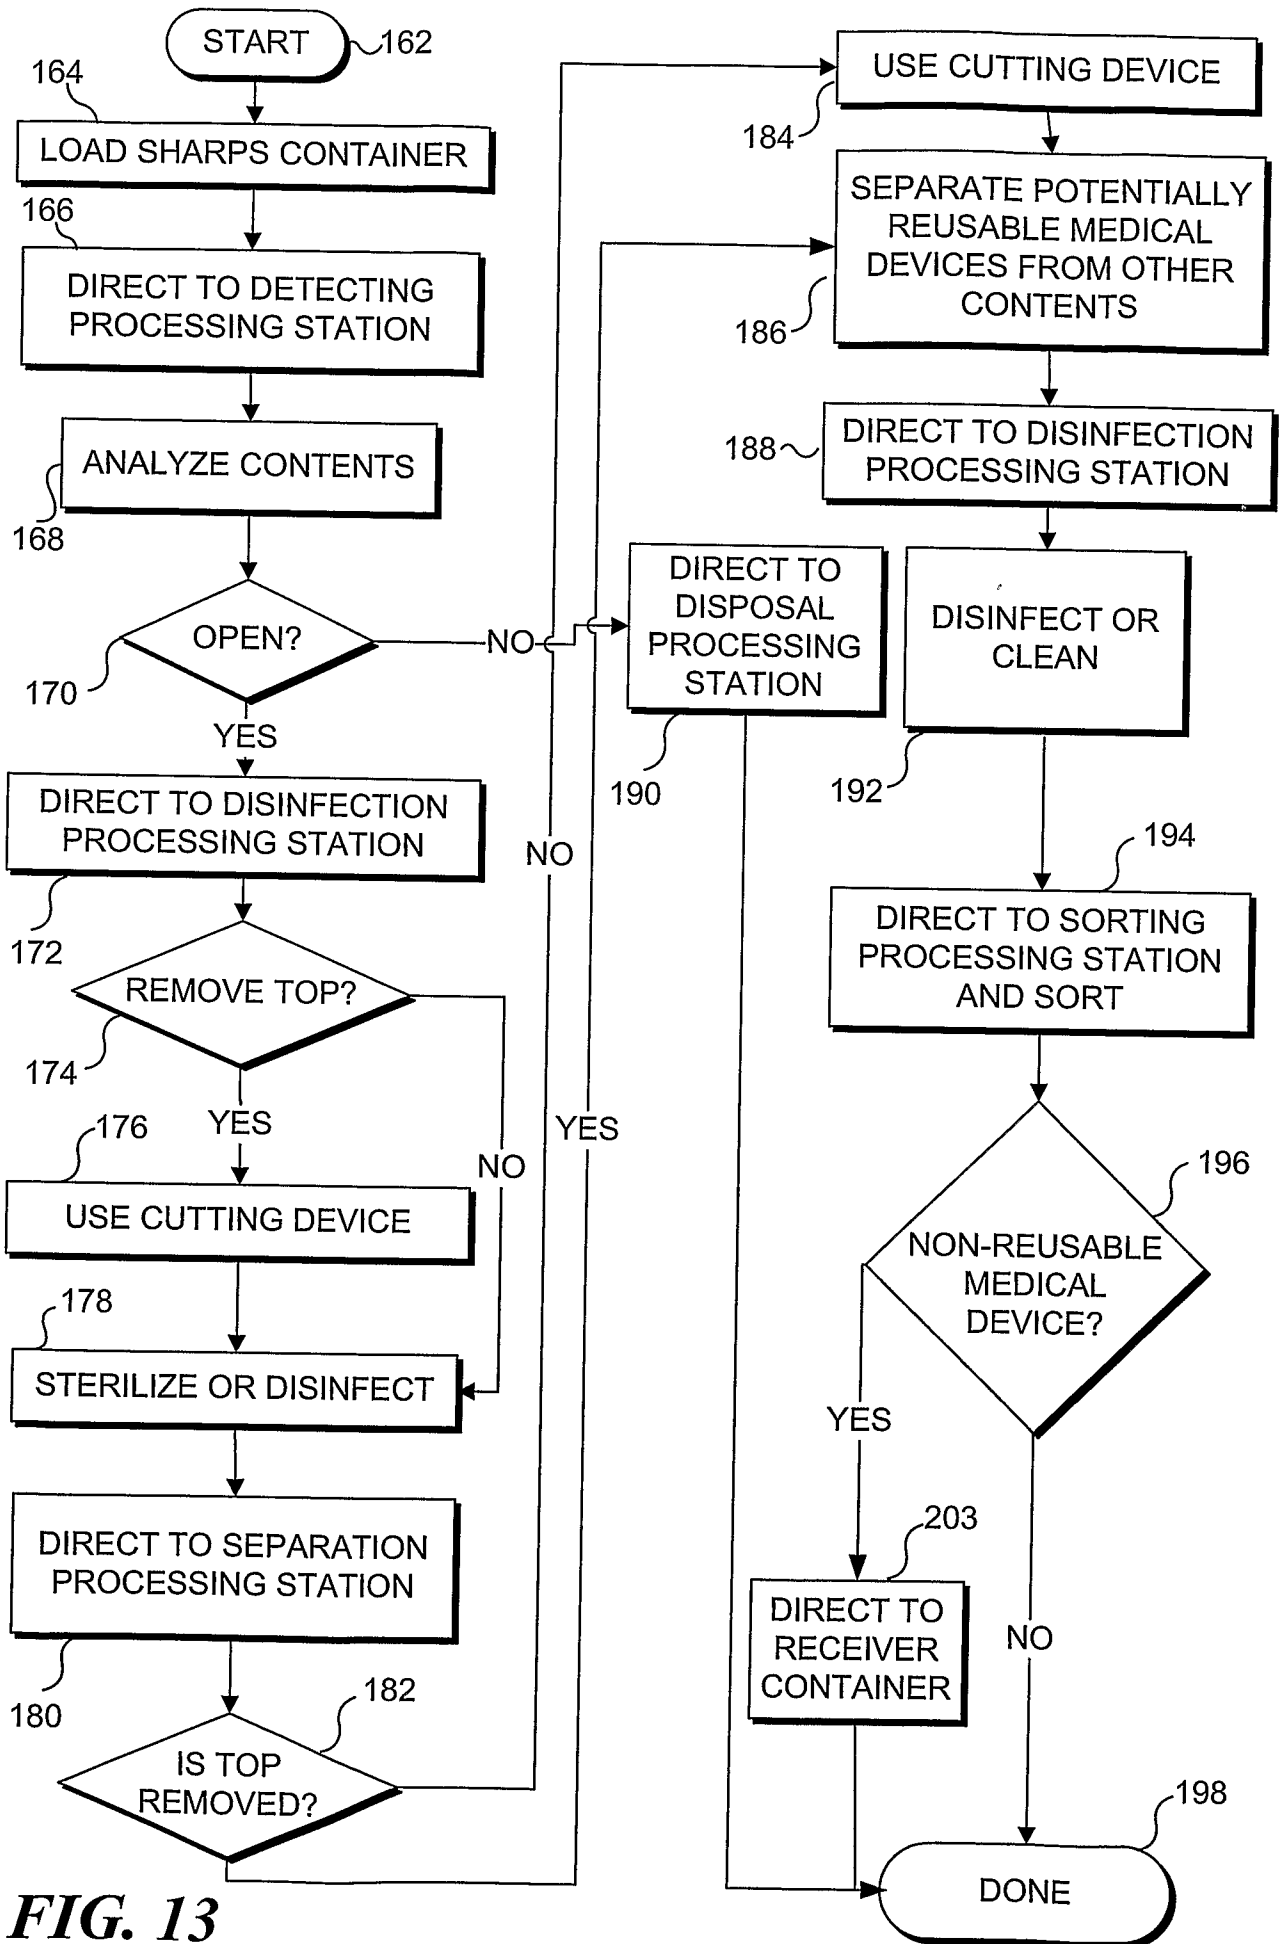 START
162
164
LOAD SHARPS CONTAINER
166
DIRECT TO DETECTING
PROCESSING STATION
ANALYZE CONTENTS
168
OPEN?
170
NO
YES
DIRECT TO DISINFECTION
PROCESSING STATION
172
REMOVE TOP?
174
YES
NO
176
USE CUTTING DEVICE
178
STERILIZE OR DISINFECT
DIRECT TO SEPARATION
PROCESSING STATION
180
182
IS TOP
REMOVED?
NO
YES
USE CUTTING DEVICE
184
SEPARATE POTENTIALLY
REUSABLE MEDICAL
DEVICES FROM OTHER
CONTENTS
186
188
DIRECT TO DISINFECTION
PROCESSING STATION
DIRECT TO
DISPOSAL
PROCESSING
STATION
190
DISINFECT OR
CLEAN
192
194
DIRECT TO SORTING
PROCESSING STATION
AND SORT
196
NON-REUSABLE
MEDICAL
DEVICE?
YES
203
DIRECT TO
RECEIVER
CONTAINER
NO
198
DONE
FIG. 13